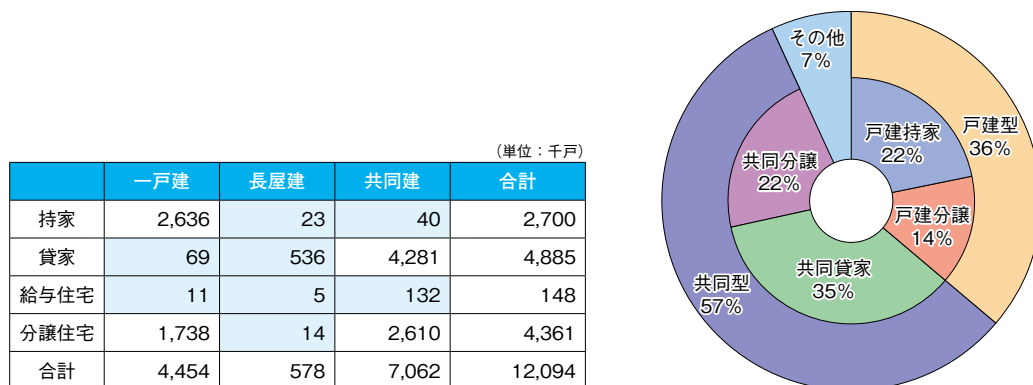 (単位：千戸)
一戸建 長屋建 共同建 合計
持家 2,636 23 40 2,700
貸家 69 536 4,281 4,885
給与住宅 11 5 132 148
分譲住宅 1,738 14 2,610 4,361
合計 4,454 578 7,062 12,094
その他
7%
戸建持家
22%
戸建型
36%
共同分譲
22%
戸建分譲
14%
共同貸家
35%
共同型
57%